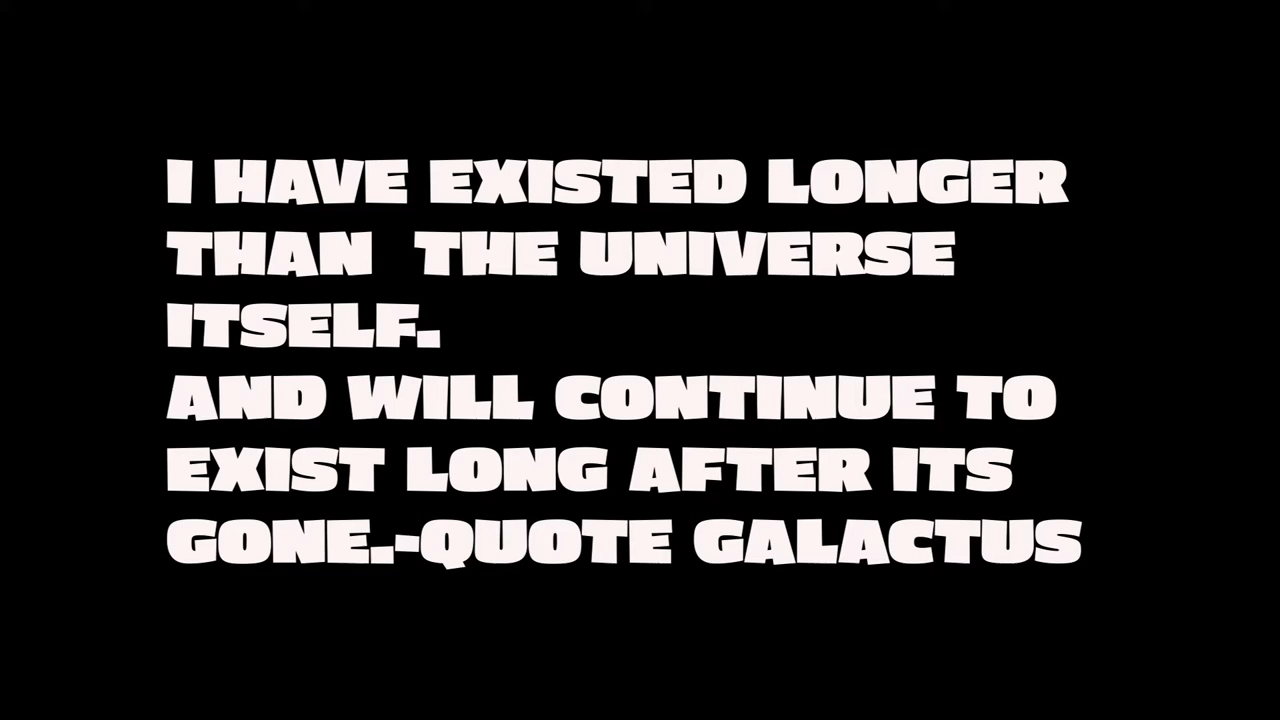 I HAVE EXISTED LONGER
THAN  THE UNIVERSE
ITSELF.
AND WILL CONTINUE TO
EXIST LONG AFTER ITS
GONE.-QUOTE GALACTUS